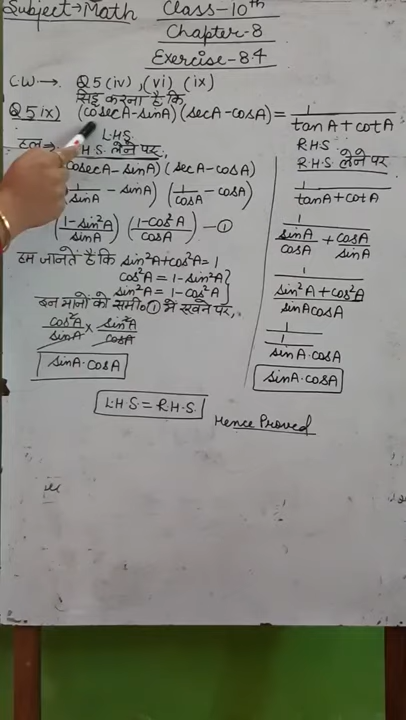 Subject→Math Class-10th
Chapter-8
Exercise-8.4
C.W→. Q5(iv),(vi) (ix)
सिद्ध करना है कि
Q5ix) (cosecA-sinA)(secA-cosA)= 1/(tanA+cotA)
हल→ L.H.S.
H.S. लेने पर,
cosecA-sinA)(secA-cosA)
(1/sinA - sinA)(1/cosA - cosA)
((1-sin²A)/sinA)((1-cos²A)/cosA) —①
हम जानते है कि sin²A+cos²A=1
cos²A = 1-sin²A}
sin²A = 1-cos²A}
इन मानों को समी० ① में रखने पर,
cos²A/sinA × sin²A/cosA
sinA·cosA
RHS
R.H.S लेने पर
1/(tanA+cotA)
1/(sinA/cosA + cosA/sinA)
1/((sin²A+cos²A)/(sinAcosA))
1/(1/(sinA·cosA))
sinA·cosA
L.H.S. = R.H.S.
Hence Proved